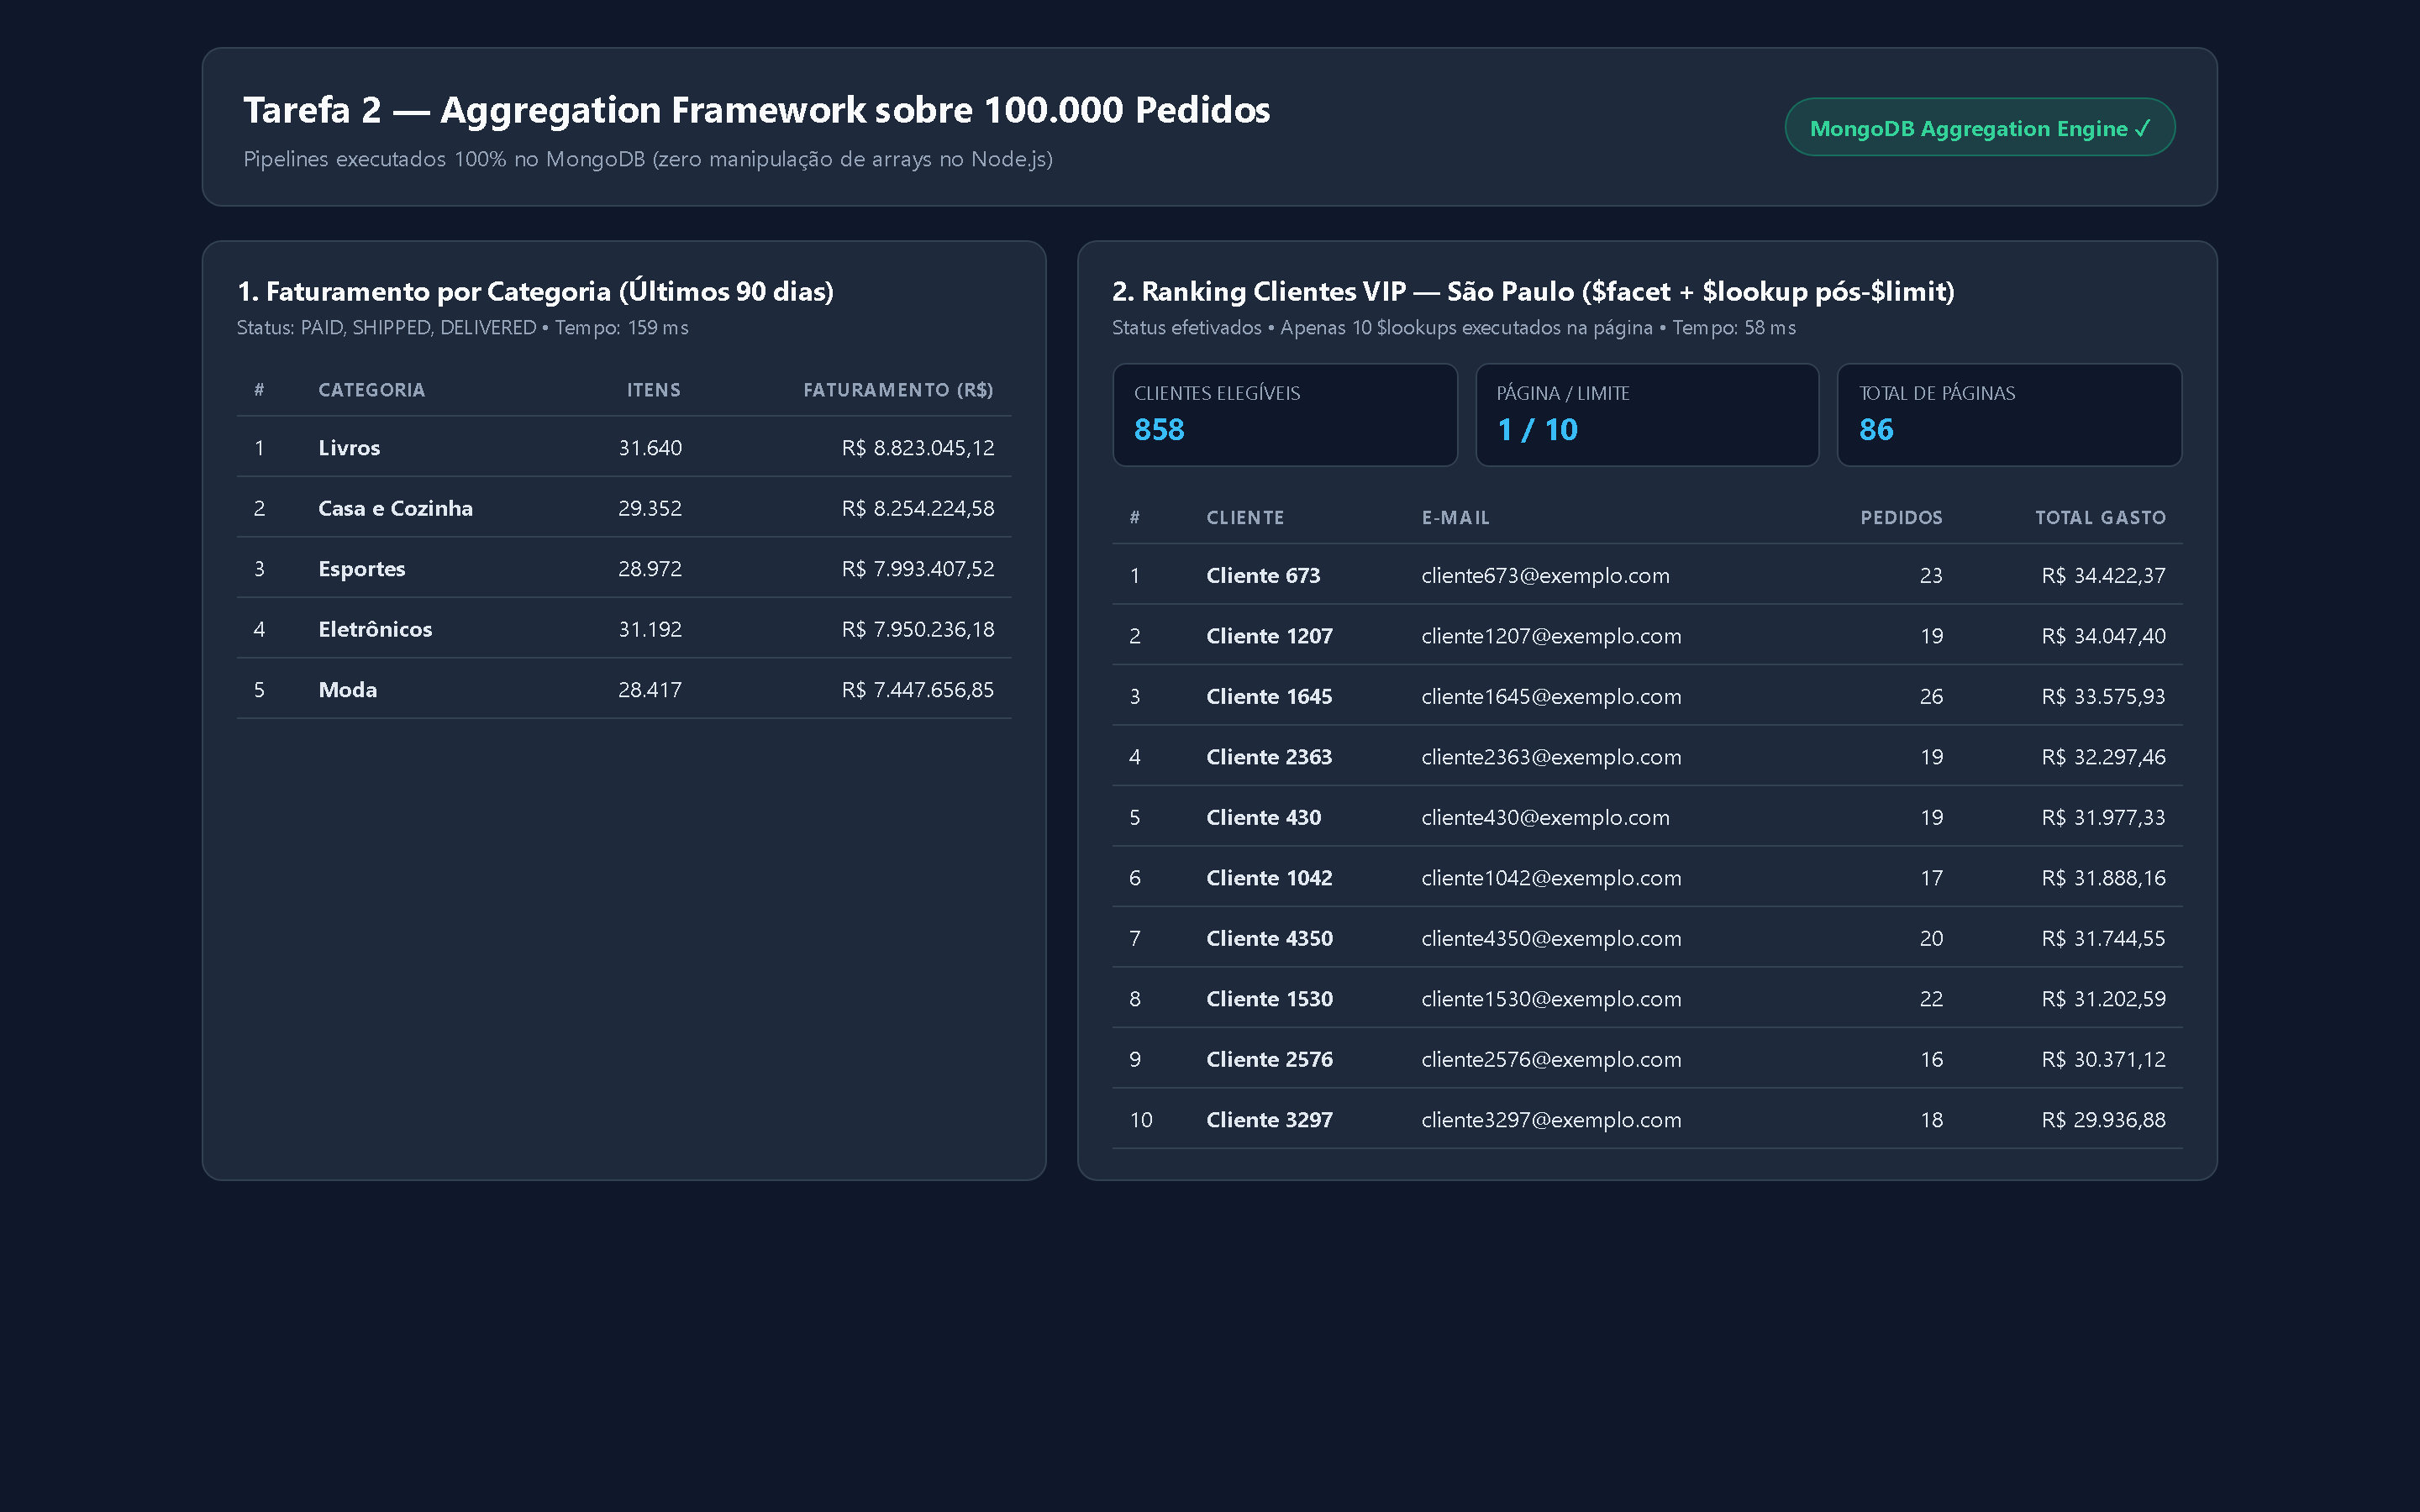 Tarefa 2 — Aggregation Framework sobre 100.000 Pedidos
Pipelines executados 100% no MongoDB (zero manipulação de arrays no Node.js)
MongoDB Aggregation Engine ✓
1. Faturamento por Categoria (Últimos 90 dias)
Status: PAID, SHIPPED, DELIVERED • Tempo: 159 ms
# CATEGORIA ITENS FATURAMENTO (R$)
1 Livros 31.640 R$ 8.823.045,12
2 Casa e Cozinha 29.352 R$ 8.254.224,58
3 Esportes 28.972 R$ 7.993.407,52
4 Eletrônicos 31.192 R$ 7.950.236,18
5 Moda 28.417 R$ 7.447.656,85
2. Ranking Clientes VIP — São Paulo ($facet + $lookup pós-$limit)
Status efetivados • Apenas 10 $lookups executados na página • Tempo: 58 ms
CLIENTES ELEGÍVEIS
858
PÁGINA / LIMITE
1 / 10
TOTAL DE PÁGINAS
86
# CLIENTE E-MAIL PEDIDOS TOTAL GASTO
1 Cliente 673 cliente673@exemplo.com 23 R$ 34.422,37
2 Cliente 1207 cliente1207@exemplo.com 19 R$ 34.047,40
3 Cliente 1645 cliente1645@exemplo.com 26 R$ 33.575,93
4 Cliente 2363 cliente2363@exemplo.com 19 R$ 32.297,46
5 Cliente 430 cliente430@exemplo.com 19 R$ 31.977,33
6 Cliente 1042 cliente1042@exemplo.com 17 R$ 31.888,16
7 Cliente 4350 cliente4350@exemplo.com 20 R$ 31.744,55
8 Cliente 1530 cliente1530@exemplo.com 22 R$ 31.202,59
9 Cliente 2576 cliente2576@exemplo.com 16 R$ 30.371,12
10 Cliente 3297 cliente3297@exemplo.com 18 R$ 29.936,88